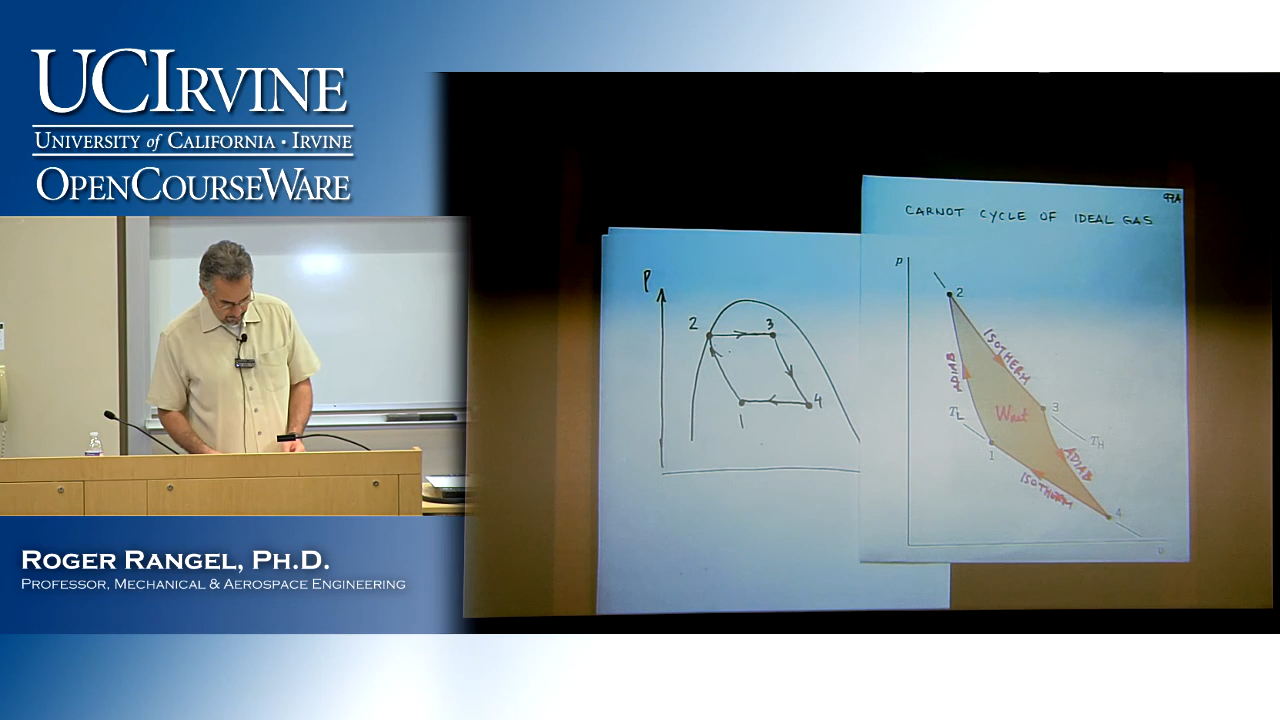 UCIRVINE
UNIVERSITY of CALIFORNIA · IRVINE
OPENCOURSEWARE
ROGER RANGEL, PH.D.
PROFESSOR, MECHANICAL & AEROSPACE ENGINEERING
P
2
3
1
4
97A
CARNOT CYCLE OF IDEAL GAS
P
2
ISOTHERM
ADIAB
TL
Wnet
3
TH
1
ADIAB
ISOTHERM
4
υ